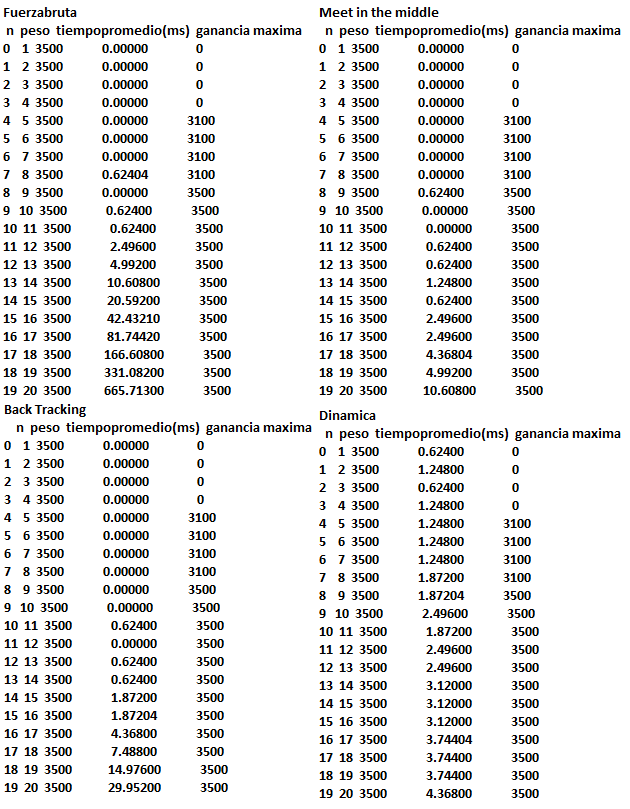 Fuerzabruta
n peso tiempopromedio(ms) ganancia maxima
0 1 3500 0.00000 0
1 2 3500 0.00000 0
2 3 3500 0.00000 0
3 4 3500 0.00000 0
4 5 3500 0.00000 3100
5 6 3500 0.00000 3100
6 7 3500 0.00000 3100
7 8 3500 0.62404 3100
8 9 3500 0.00000 3500
9 10 3500 0.62400 3500
10 11 3500 0.62400 3500
11 12 3500 2.49600 3500
12 13 3500 4.99200 3500
13 14 3500 10.60800 3500
14 15 3500 20.59200 3500
15 16 3500 42.43210 3500
16 17 3500 81.74420 3500
17 18 3500 166.60800 3500
18 19 3500 331.08200 3500
19 20 3500 665.71300 3500
Meet in the middle
n peso tiempopromedio(ms) ganancia maxima
0 1 3500 0.00000 0
1 2 3500 0.00000 0
2 3 3500 0.00000 0
3 4 3500 0.00000 0
4 5 3500 0.00000 3100
5 6 3500 0.00000 3100
6 7 3500 0.00000 3100
7 8 3500 0.00000 3100
8 9 3500 0.62400 3500
9 10 3500 0.00000 3500
10 11 3500 0.00000 3500
11 12 3500 0.62400 3500
12 13 3500 0.62400 3500
13 14 3500 1.24800 3500
14 15 3500 0.62400 3500
15 16 3500 2.49600 3500
16 17 3500 2.49600 3500
17 18 3500 4.36804 3500
18 19 3500 4.99200 3500
19 20 3500 10.60800 3500
Back Tracking
n peso tiempopromedio(ms) ganancia maxima
0 1 3500 0.00000 0
1 2 3500 0.00000 0
2 3 3500 0.00000 0
3 4 3500 0.00000 0
4 5 3500 0.00000 3100
5 6 3500 0.00000 3100
6 7 3500 0.00000 3100
7 8 3500 0.00000 3100
8 9 3500 0.00000 3500
9 10 3500 0.00000 3500
10 11 3500 0.62400 3500
11 12 3500 0.00000 3500
12 13 3500 0.62400 3500
13 14 3500 0.62400 3500
14 15 3500 1.87200 3500
15 16 3500 1.87204 3500
16 17 3500 4.36800 3500
17 18 3500 7.48800 3500
18 19 3500 14.97600 3500
19 20 3500 29.95200 3500
Dinamica
n peso tiempopromedio(ms) ganancia maxima
0 1 3500 0.62400 0
1 2 3500 1.24800 0
2 3 3500 0.62400 0
3 4 3500 1.24800 0
4 5 3500 1.24800 3100
5 6 3500 1.24800 3100
6 7 3500 1.24800 3100
7 8 3500 1.87200 3100
8 9 3500 1.87204 3500
9 10 3500 2.49600 3500
10 11 3500 1.87200 3500
11 12 3500 2.49600 3500
12 13 3500 2.49600 3500
13 14 3500 3.12000 3500
14 15 3500 3.12000 3500
15 16 3500 3.12000 3500
16 17 3500 3.74404 3500
17 18 3500 3.74400 3500
18 19 3500 3.74400 3500
19 20 3500 4.36800 3500